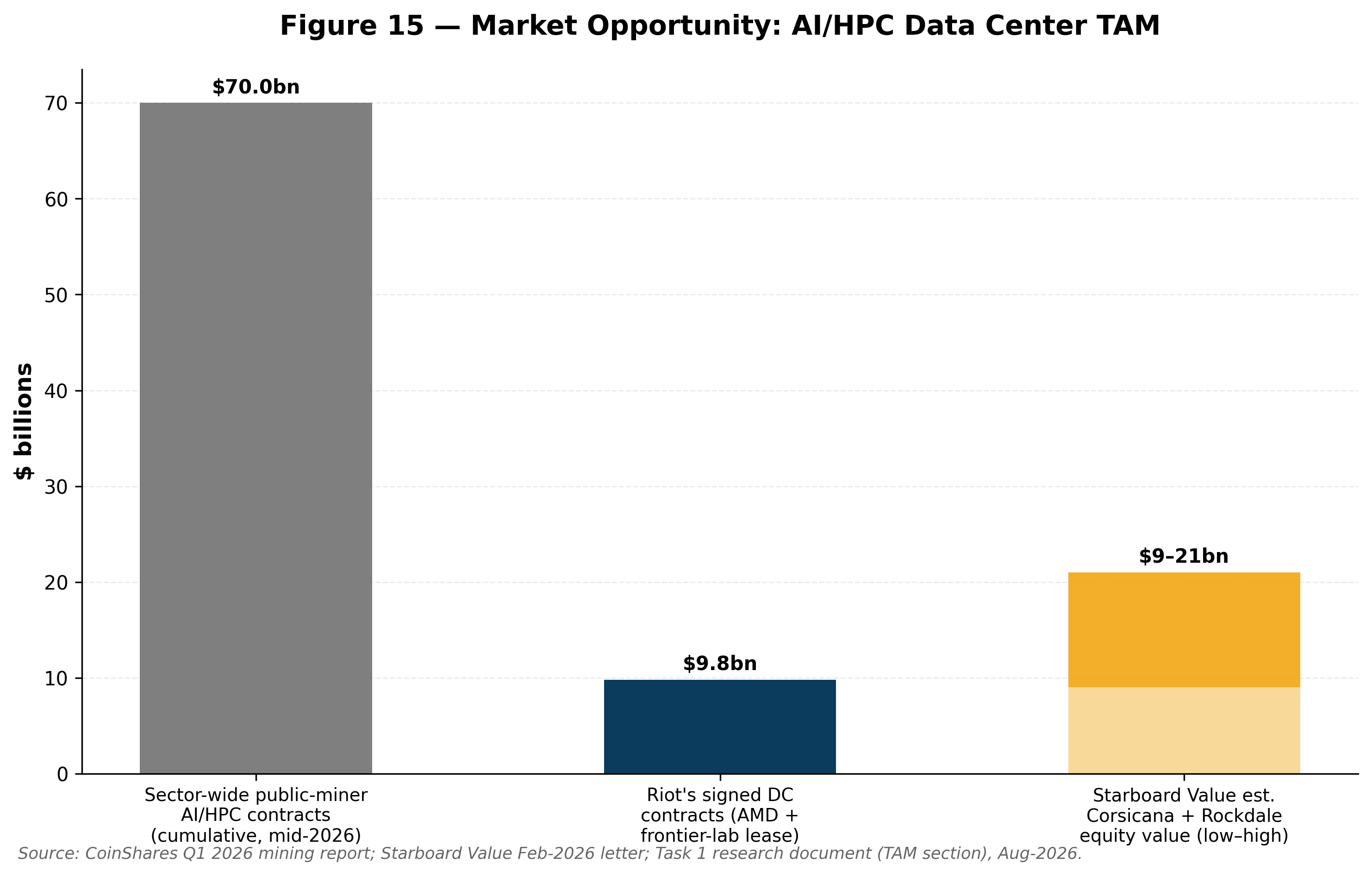 Figure 15 — Market Opportunity: AI/HPC Data Center TAM
$ billions
70
60
50
40
30
20
10
0
$70.0bn
$9.8bn
$9–21bn
Sector-wide public-miner
AI/HPC contracts
(cumulative, mid-2026)
Riot's signed DC
contracts (AMD +
frontier-lab lease)
Starboard Value est.
Corsicana + Rockdale
equity value (low–high)
Source: CoinShares Q1 2026 mining report; Starboard Value Feb-2026 letter; Task 1 research document (TAM section), Aug-2026.